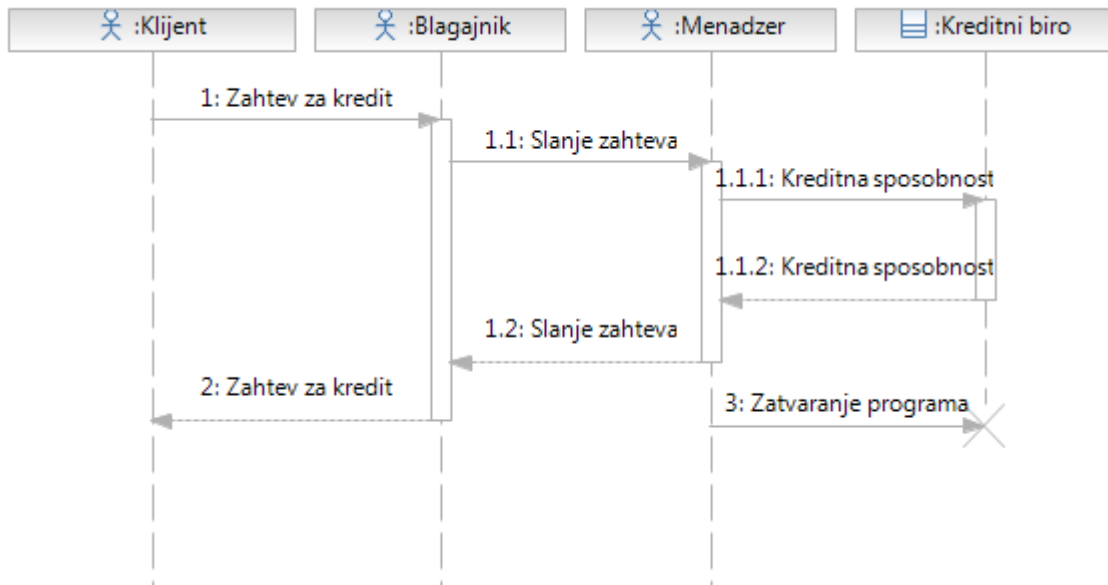 :Klijent
:Blagajnik
:Menadzer
:Kreditni biro
1: Zahtev za kredit
1.1: Slanje zahteva
1.1.1: Kreditna sposobnost
1.1.2: Kreditna sposobnost
1.2: Slanje zahteva
2: Zahtev za kredit
3: Zatvaranje programa